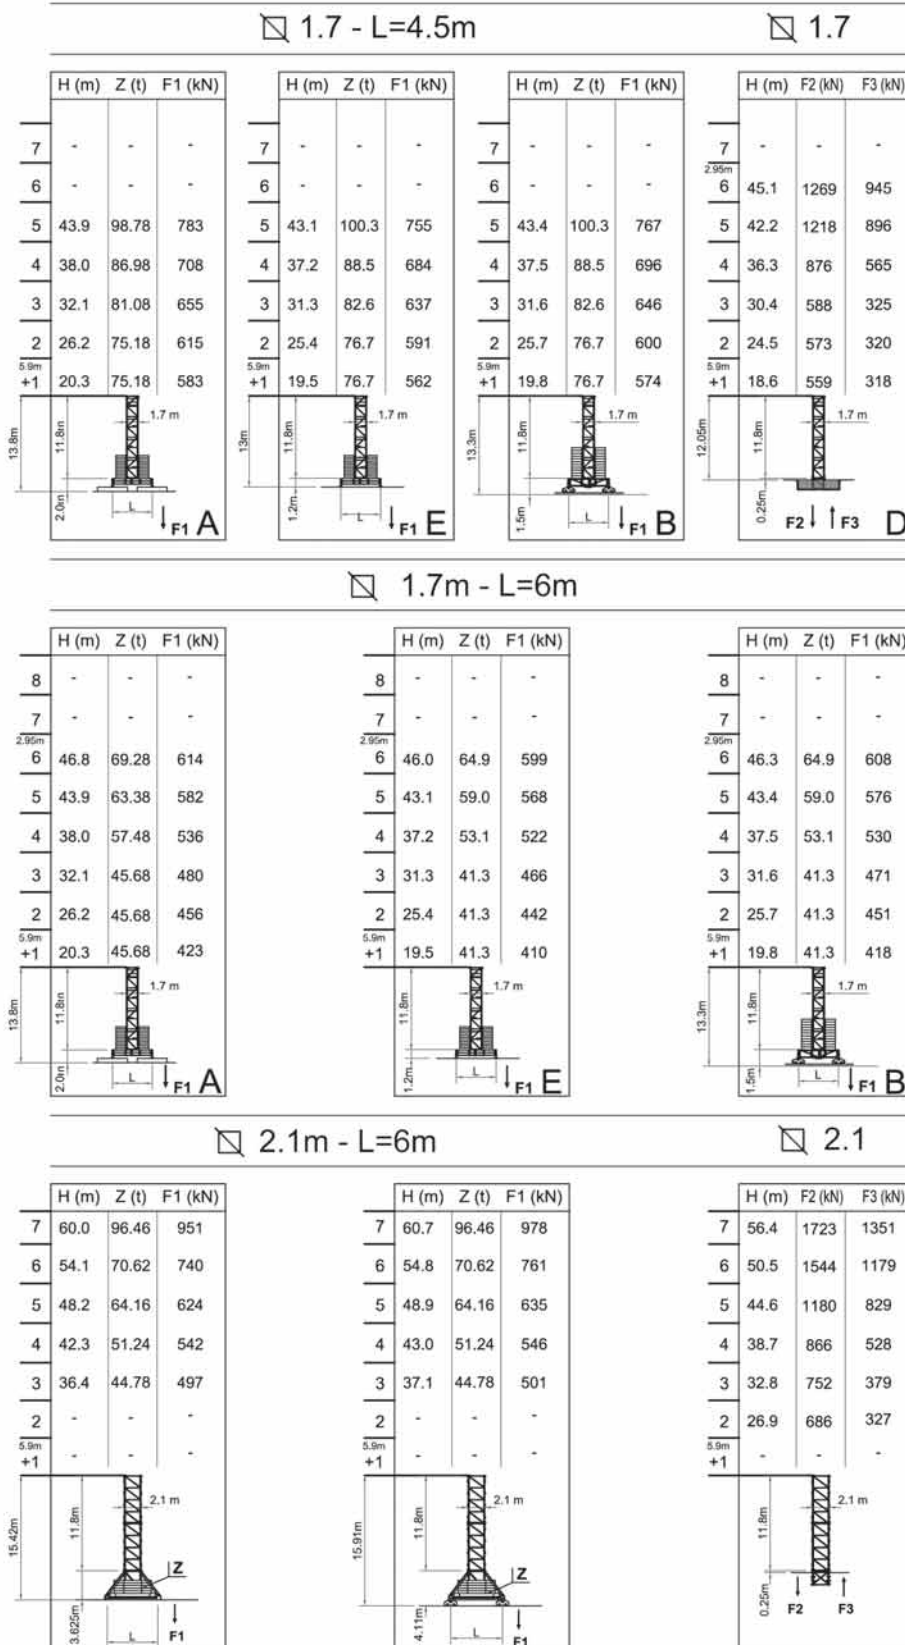 1.7 - L=4.5m
1.7
H (m) Z (t) F1 (kN)
7 - - -
6 - - -
5 43.9 98.78 783
4 38.0 86.98 708
3 32.1 81.08 655
2 26.2 75.18 615
5.9m
+1 20.3 75.18 583
13.8m
11.8m
1.7 m
2.0m
L
F1 A
H (m) Z (t) F1 (kN)
7 - - -
6 - - -
5 43.1 100.3 755
4 37.2 88.5 684
3 31.3 82.6 637
2 25.4 76.7 591
5.9m
+1 19.5 76.7 562
13m
11.8m
1.7 m
1.2m
L
F1 E
H (m) Z (t) F1 (kN)
7 - - -
6 - - -
5 43.4 100.3 767
4 37.5 88.5 696
3 31.6 82.6 646
2 25.7 76.7 600
5.9m
+1 19.8 76.7 574
13.3m
11.8m
1.7 m
1.5m
L
F1 B
H (m) F2 (kN) F3 (kN)
7 - - -
2.95m
6 45.1 1269 945
5 42.2 1218 896
4 36.3 876 565
3 30.4 588 325
2 24.5 573 320
5.9m
+1 18.6 559 318
12.05m
11.8m
1.7 m
0.25m
F2 F3 D
1.7m - L=6m
H (m) Z (t) F1 (kN)
8 - - -
7 - - -
2.95m
6 46.8 69.28 614
5 43.9 63.38 582
4 38.0 57.48 536
3 32.1 45.68 480
2 26.2 45.68 456
5.9m
+1 20.3 45.68 423
13.8m
11.8m
1.7 m
2.0m
L
F1 A
H (m) Z (t) F1 (kN)
8 - - -
7 - - -
2.95m
6 46.0 64.9 599
5 43.1 59.0 568
4 37.2 53.1 522
3 31.3 41.3 466
2 25.4 41.3 442
5.9m
+1 19.5 41.3 410
11.8m
1.7 m
1.2m
L
F1 E
H (m) Z (t) F1 (kN)
8 - - -
7 - - -
2.95m
6 46.3 64.9 608
5 43.4 59.0 576
4 37.5 53.1 530
3 31.6 41.3 471
2 25.7 41.3 451
5.9m
+1 19.8 41.3 418
13.3m
11.8m
1.7 m
1.5m
L
F1 B
2.1m - L=6m
2.1
H (m) Z (t) F1 (kN)
7 60.0 96.46 951
6 54.1 70.62 740
5 48.2 64.16 624
4 42.3 51.24 542
3 36.4 44.78 497
2 - - -
5.9m
+1 - - -
15.42m
11.8m
2.1 m
Z
3.625m
L
F1
H (m) Z (t) F1 (kN)
7 60.7 96.46 978
6 54.8 70.62 761
5 48.9 64.16 635
4 43.0 51.24 546
3 37.1 44.78 501
2 - - -
5.9m
+1 - - -
15.91m
11.8m
2.1 m
Z
4.11m
L
F1
H (m) F2 (kN) F3 (kN)
7 56.4 1723 1351
6 50.5 1544 1179
5 44.6 1180 829
4 38.7 866 528
3 32.8 752 379
2 26.9 686 327
5.9m
+1 - - -
11.8m
2.1 m
0.25m
F2 F3